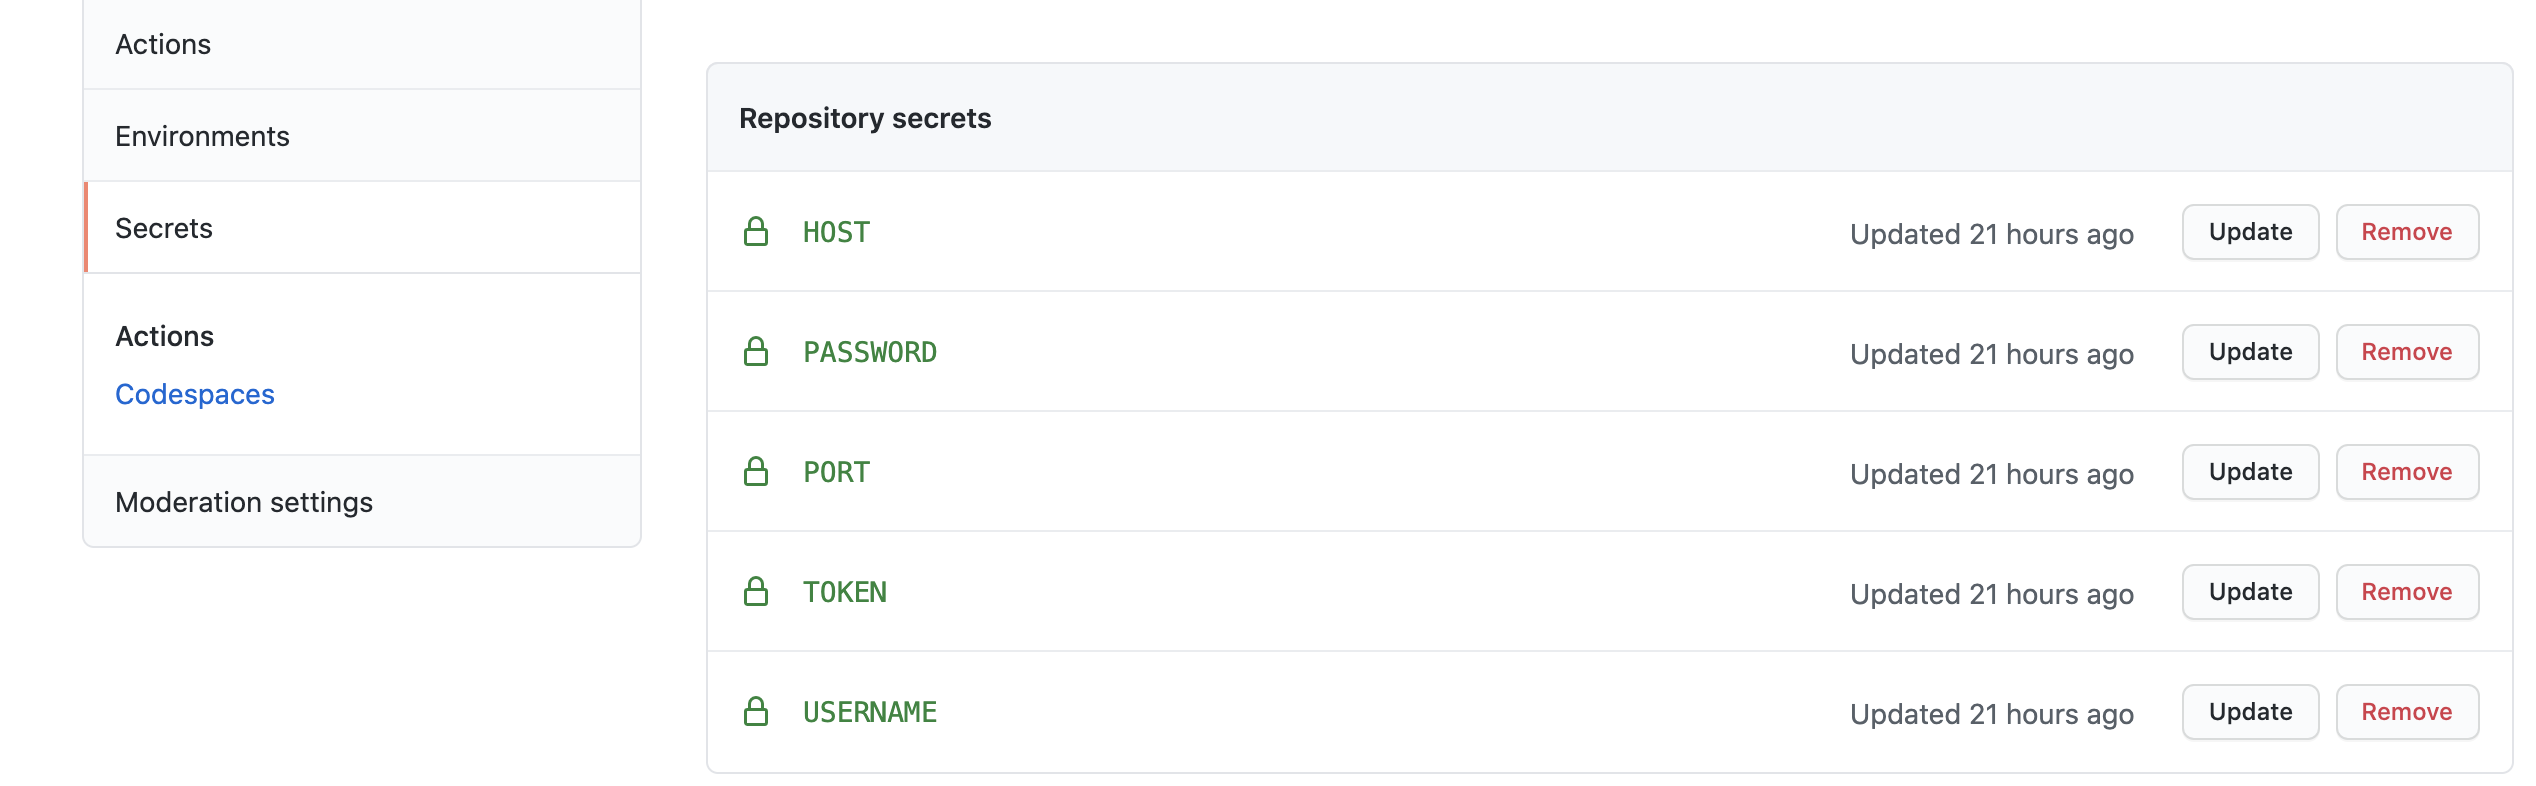 Actions
Environments
Secrets
Actions
Codespaces
Moderation settings
Repository secrets
HOST Updated 21 hours ago Update Remove
PASSWORD Updated 21 hours ago Update Remove
PORT Updated 21 hours ago Update Remove
TOKEN Updated 21 hours ago Update Remove
USERNAME Updated 21 hours ago Update Remove